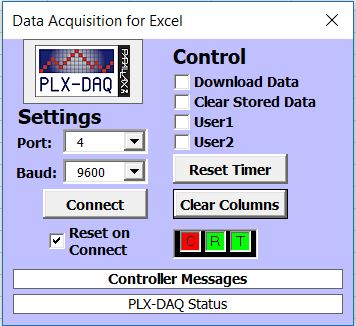 Data Acquisition for Excel
PLX-DAQ
PARALLAX
Settings
Port: 4
Baud: 9600
Connect
Reset on
Connect
Control
Download Data
Clear Stored Data
User1
User2
Reset Timer
Clear Columns
C R T
Controller Messages
PLX-DAQ Status